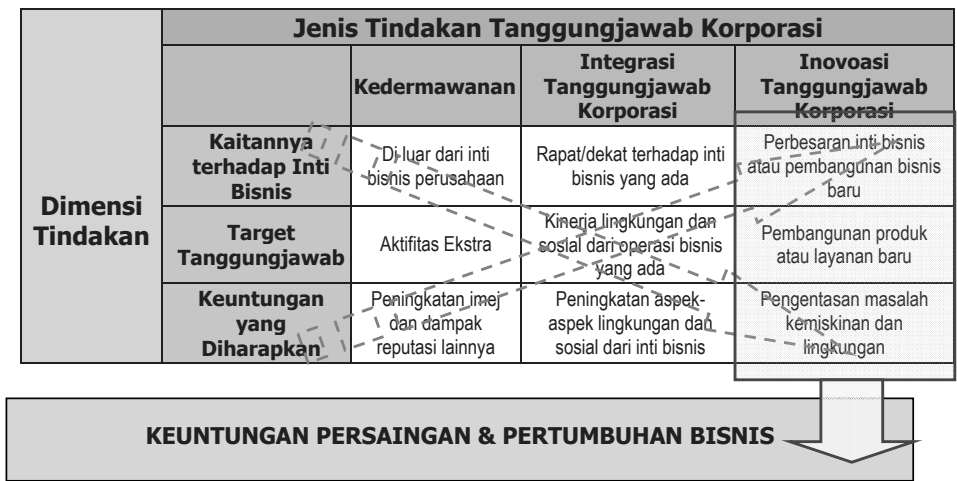 Jenis Tindakan Tanggungjawab Korporasi
Kedermawanan
Integrasi
Tanggungjawab
Korporasi
Inovoasi
Tanggungjawab
Korporasi
Dimensi
Tindakan
Kaitannya
terhadap Inti
Bisnis
Di luar dari inti
bisnis perusahaan
Rapat/dekat terhadap inti
bisnis yang ada
Perbesaran inti bisnis
atau pembangunan bisnis
baru
Target
Tanggungjawab
Aktifitas Ekstra
Kinerja lingkungan dan
sosial dari operasi bisnis
yang ada
Pembangunan produk
atau layanan baru
Keuntungan
yang
Diharapkan
Peningkatan imej
dan dampak
reputasi lainnya
Peningkatan aspek-
aspek lingkungan dan
sosial dari inti bisnis
Pengentasan masalah
kemiskinan dan
lingkungan
KEUNTUNGAN PERSAINGAN & PERTUMBUHAN BISNIS